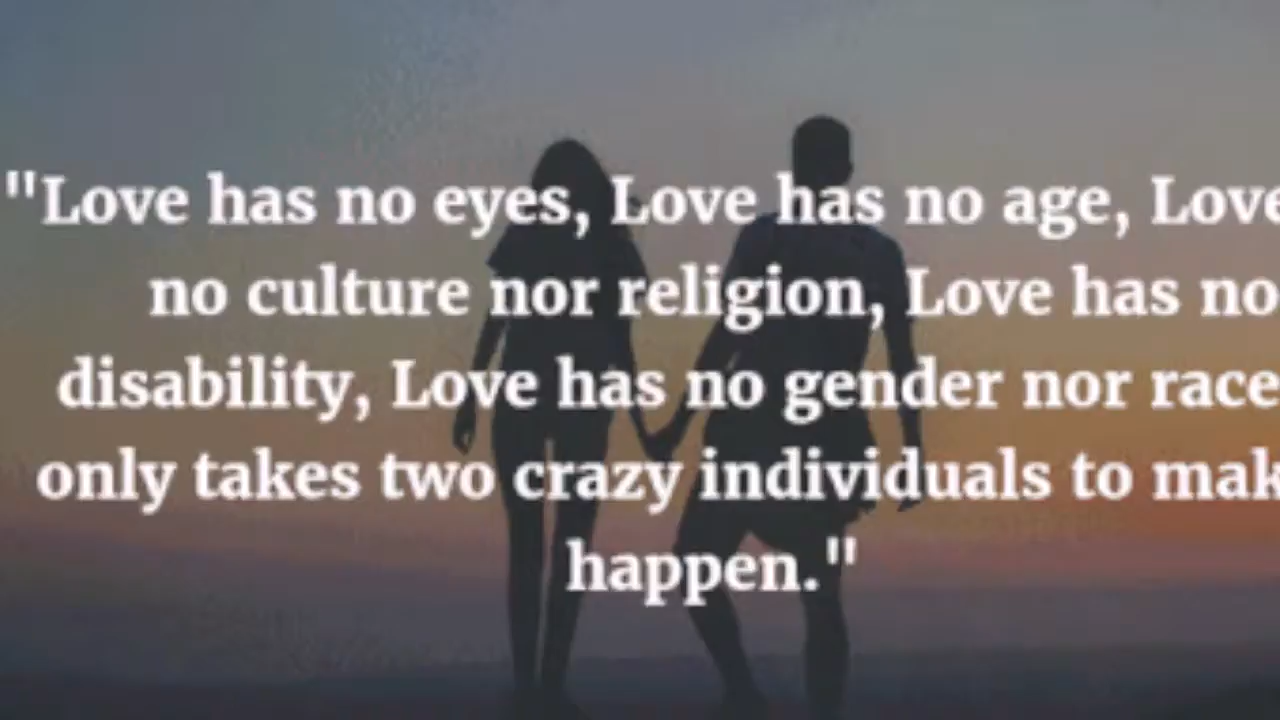 "Love has no eyes, Love has no age, Love
no culture nor religion, Love has no
disability, Love has no gender nor race
only takes two crazy individuals to mak
happen."